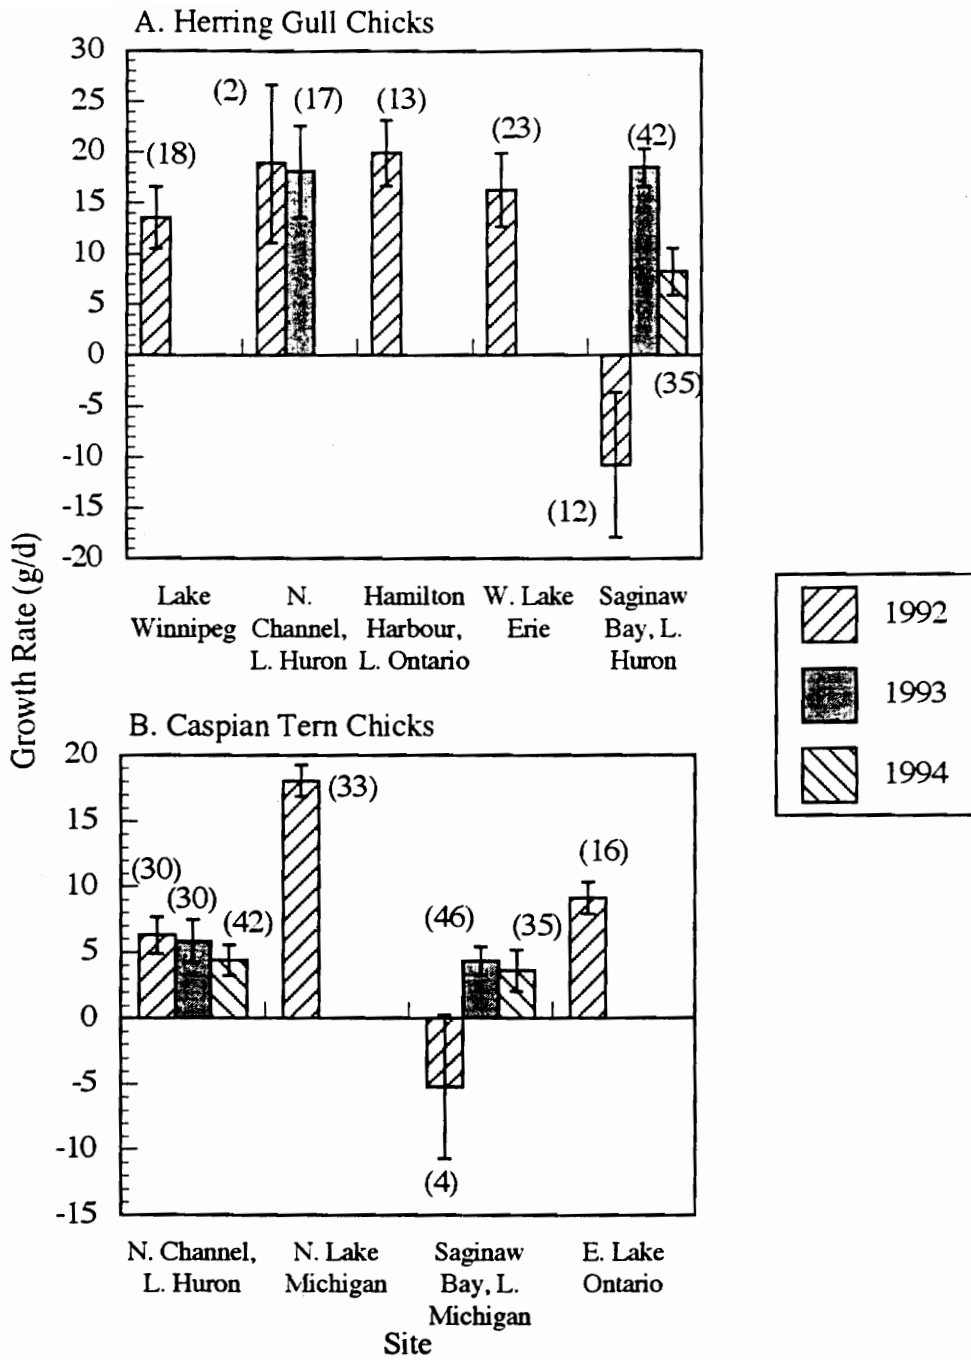 A. Herring Gull Chicks
30
25
20
15
10
5
0
-5
-10
-15
-20
(18)
(2)
(17)
(13)
(23)
(42)
(35)
(12)
Lake
Winnipeg
N.
Channel,
L. Huron
Hamilton
Harbour,
L. Ontario
W. Lake
Erie
Saginaw
Bay, L.
Huron
Growth Rate (g/d)
1992
1993
1994
B. Caspian Tern Chicks
20
15
10
5
0
-5
-10
-15
(30)
(30)
(42)
(33)
(46)
(35)
(16)
(4)
N. Channel,
L. Huron
N. Lake
Michigan
Saginaw
Bay, L.
Michigan
E. Lake
Ontario
Site